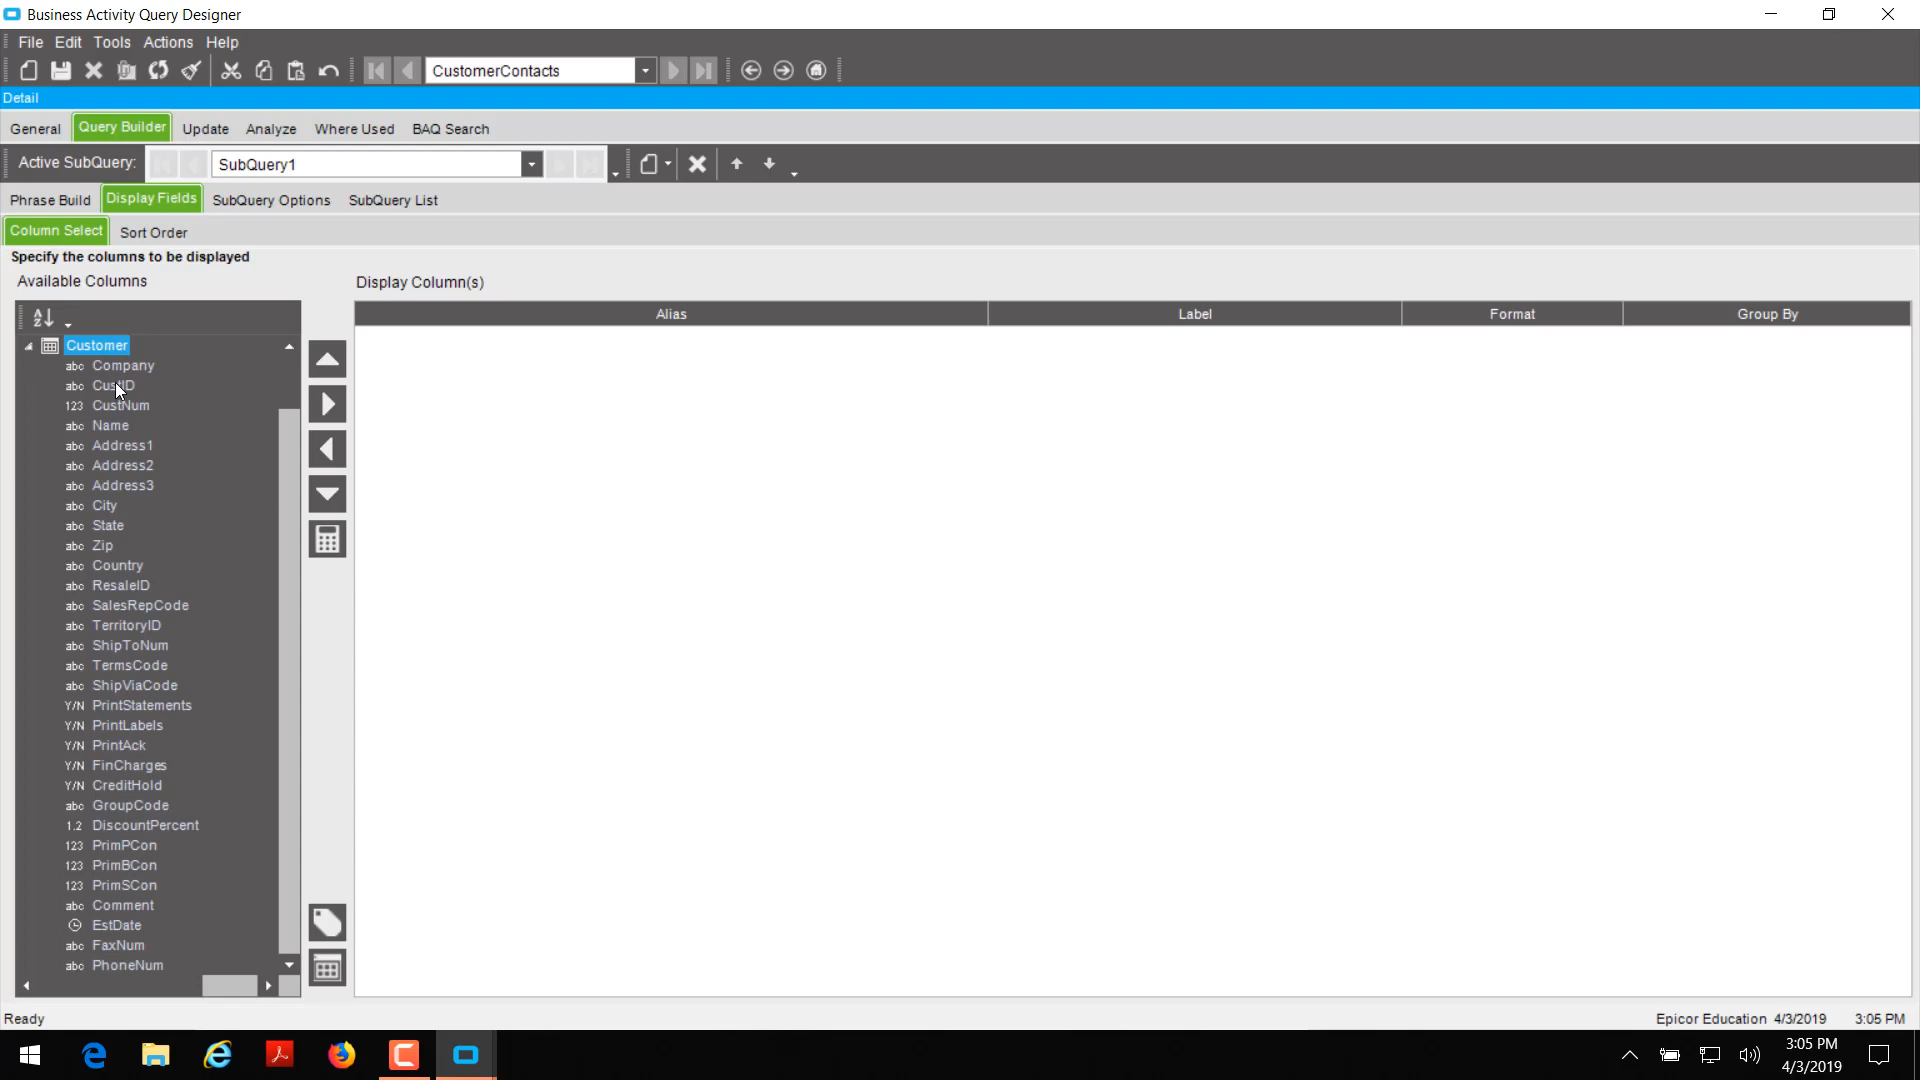 Business Activity Query Designer
File Edit Tools Actions Help
CustomerContacts
Detail
General Query Builder Update Analyze Where Used BAQ Search
Active SubQuery: SubQuery1
Phrase Build Display Fields SubQuery Options SubQuery List
Column Select Sort Order
Specify the columns to be displayed
Available Columns Display Column(s)
Alias Label Format Group By
Customer
abc Company
abc CustID
123 CustNum
abc Name
abc Address1
abc Address2
abc Address3
abc City
abc State
abc Zip
abc Country
abc ResaleID
abc SalesRepCode
abc TerritoryID
abc ShipToNum
abc TermsCode
abc ShipViaCode
Y/N PrintStatements
Y/N PrintLabels
Y/N PrintAck
Y/N FinCharges
Y/N CreditHold
abc GroupCode
1.2 DiscountPercent
123 PrimPCon
123 PrimBCon
123 PrimSCon
abc Comment
EstDate
abc FaxNum
abc PhoneNum
Ready Epicor Education 4/3/2019 3:05 PM
3:05 PM
4/3/2019